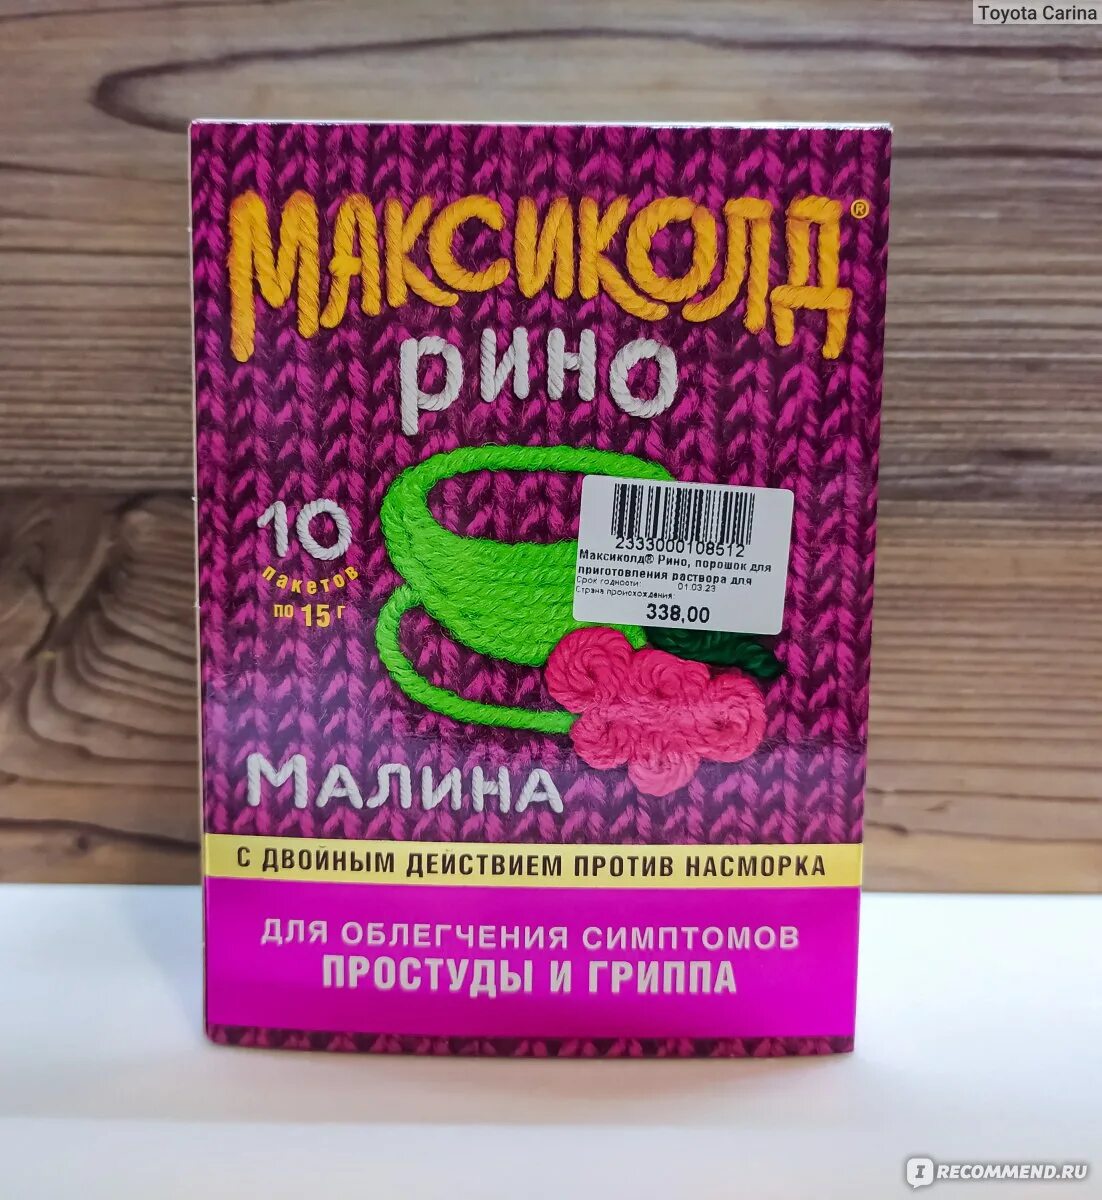 Toyota Carina
МАКСИКОЛД®
РИНО
10
пакетов
по 15 г
2333000108512
Максиколд® Рино, порошок для
приготовления раствора для
Срок годности: 01.03.23
Страна происхождения:
338,00
МАЛИНА
С ДВОЙНЫМ ДЕЙСТВИЕМ ПРОТИВ НАСМОРКА
ДЛЯ ОБЛЕГЧЕНИЯ СИМПТОМОВ
ПРОСТУДЫ И ГРИППА
IRECOMMEND.RU